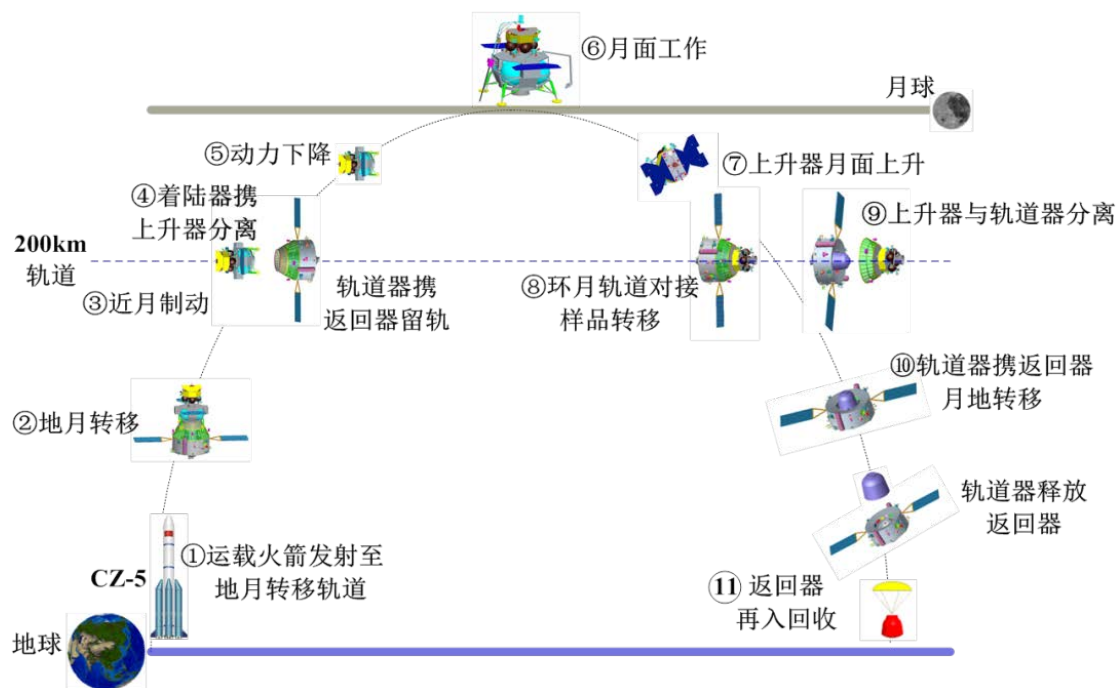 ⑥月面工作
月球
⑤动力下降
④着陆器携
上升器分离
⑦上升器月面上升
⑨上升器与轨道器分离
200km
轨道
③近月制动
轨道器携
返回器留轨
⑧环月轨道对接
样品转移
②地月转移
⑩轨道器携返回器
月地转移
轨道器释放
返回器
CZ-5
①运载火箭发射至
地月转移轨道
⑪返回器
再入回收
地球